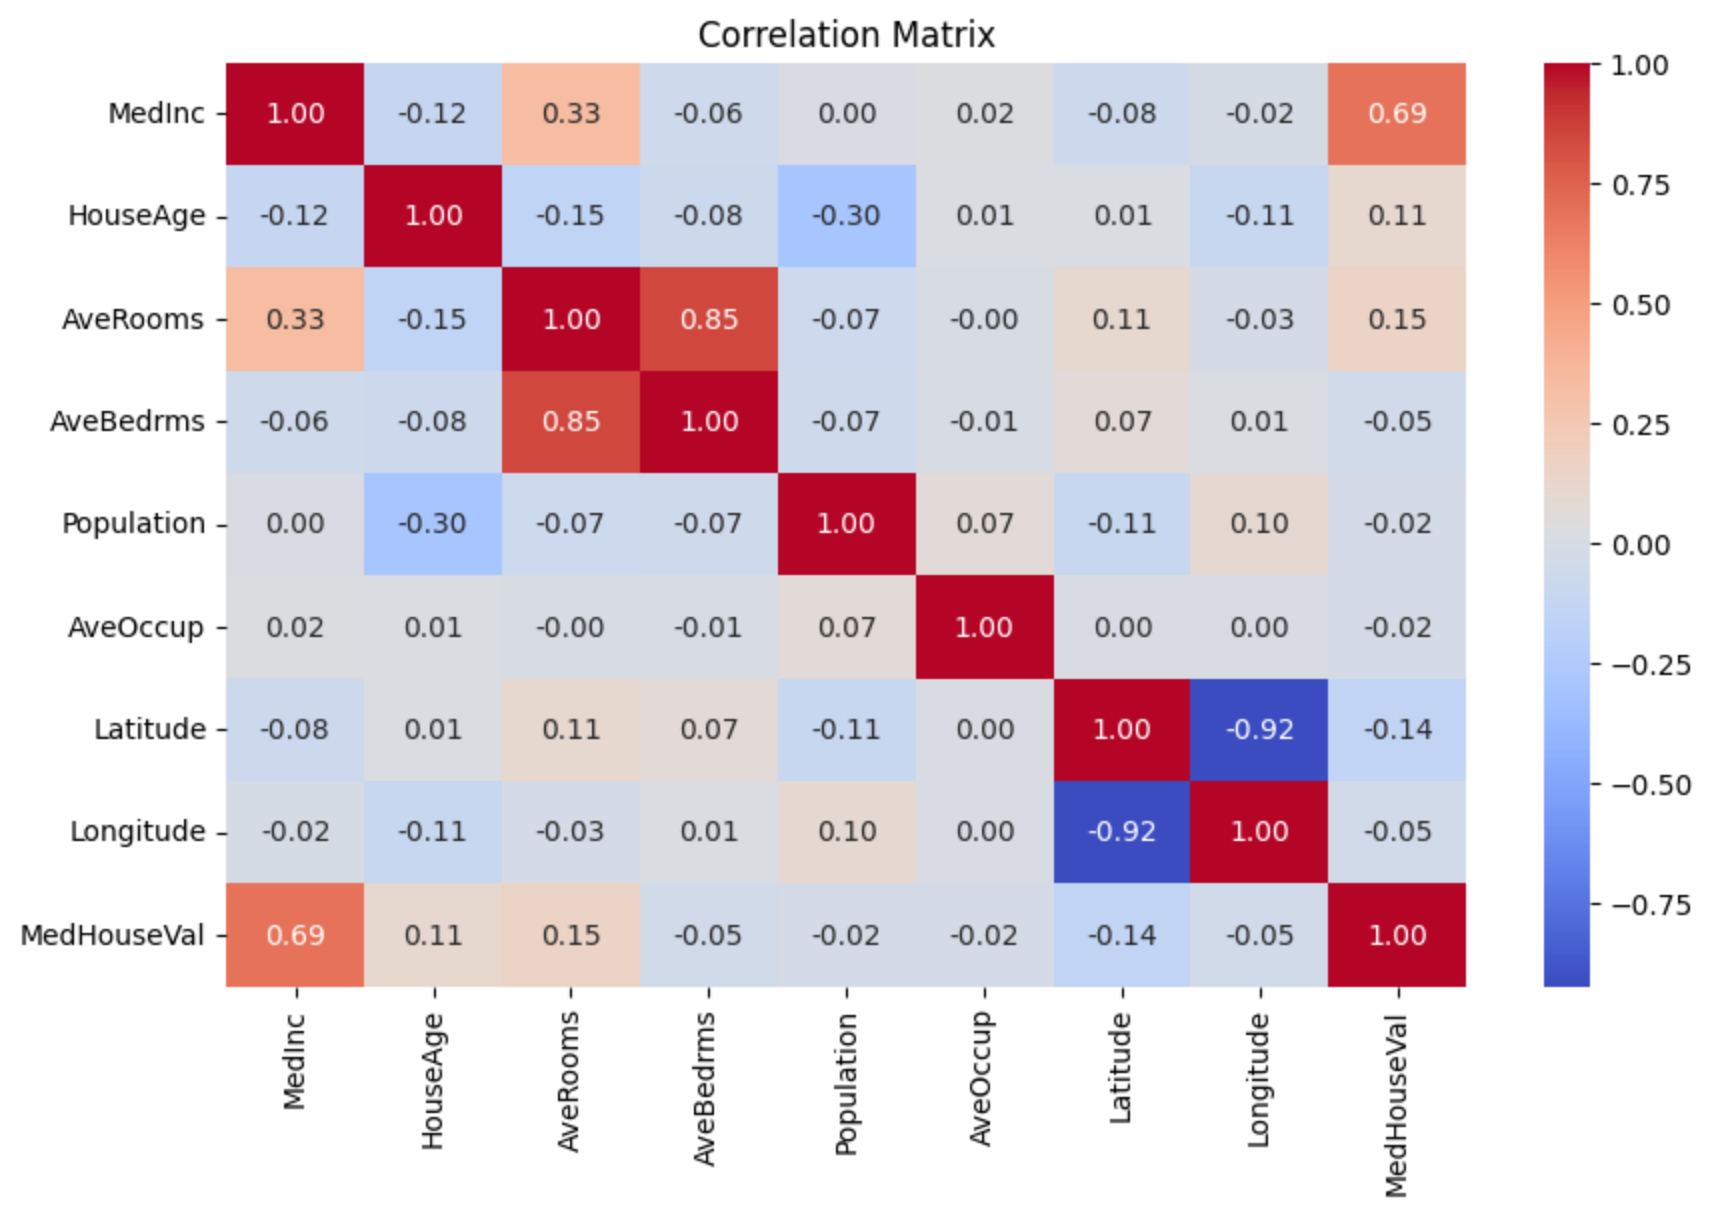 Correlation Matrix
MedInc 1.00 -0.12 0.33 -0.06 0.00 0.02 -0.08 -0.02 0.69
HouseAge -0.12 1.00 -0.15 -0.08 -0.30 0.01 0.01 -0.11 0.11
AveRooms 0.33 -0.15 1.00 0.85 -0.07 -0.00 0.11 -0.03 0.15
AveBedrms -0.06 -0.08 0.85 1.00 -0.07 -0.01 0.07 0.01 -0.05
Population 0.00 -0.30 -0.07 -0.07 1.00 0.07 -0.11 0.10 -0.02
AveOccup 0.02 0.01 -0.00 -0.01 0.07 1.00 0.00 0.00 -0.02
Latitude -0.08 0.01 0.11 0.07 -0.11 0.00 1.00 -0.92 -0.14
Longitude -0.02 -0.11 -0.03 0.01 0.10 0.00 -0.92 1.00 -0.05
MedHouseVal 0.69 0.11 0.15 -0.05 -0.02 -0.02 -0.14 -0.05 1.00
MedInc HouseAge AveRooms AveBedrms Population AveOccup Latitude Longitude MedHouseVal
1.00
0.75
0.50
0.25
0.00
−0.25
−0.50
−0.75